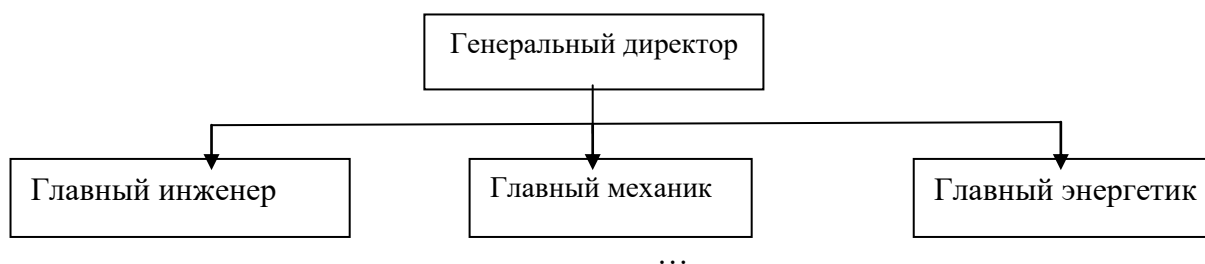 Генеральный директор
Главный инженер
Главный механик
Главный энергетик
…